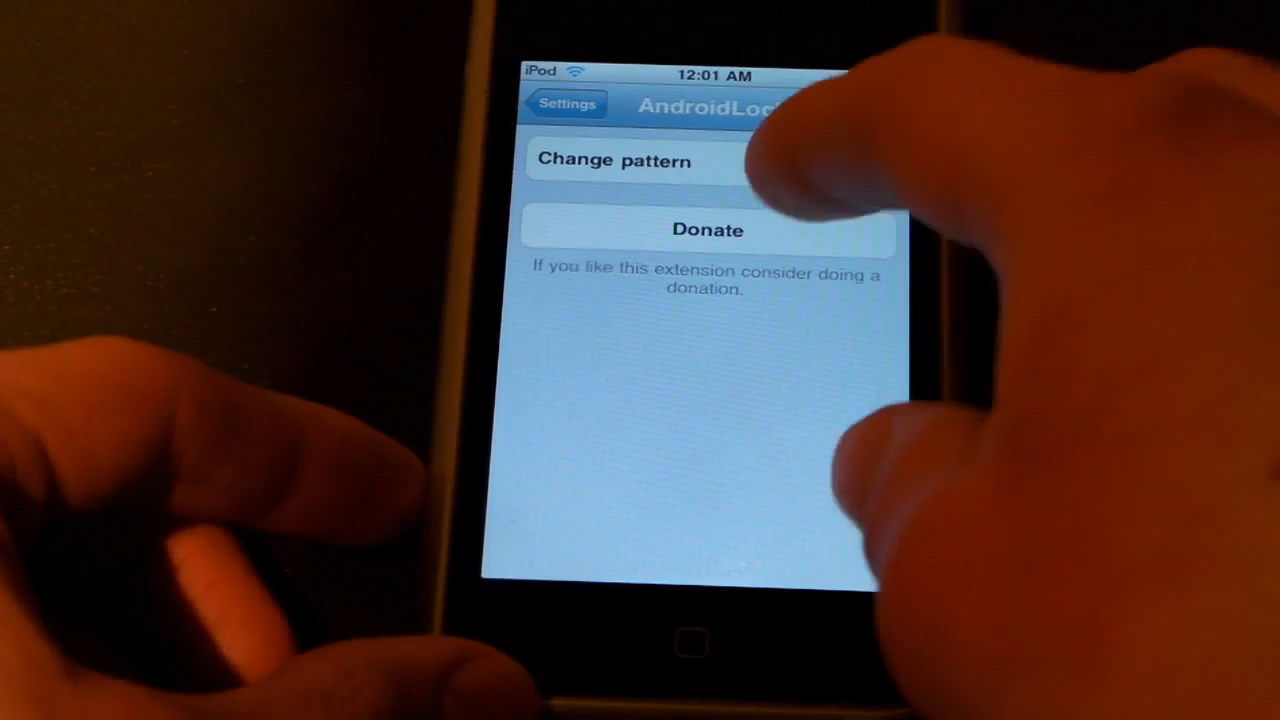 iPod 12:01 AM
Settings AndroidLoc
Change pattern
Donate
If you like this extension consider doing a
donation.